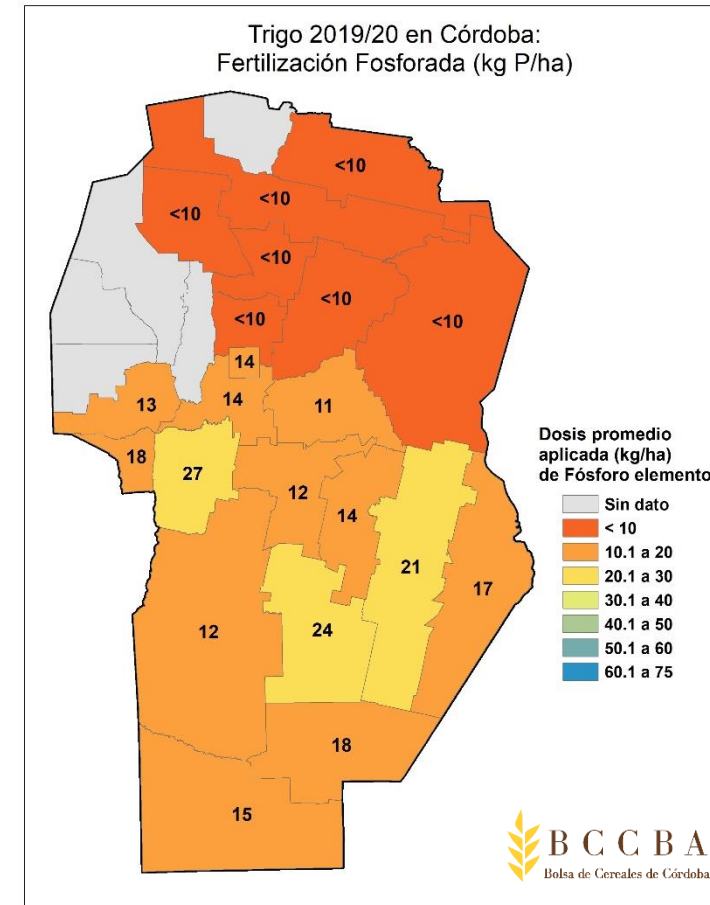 Trigo 2019/20 en Córdoba:
Fertilización Fosforada (kg P/ha)
<10
<10
<10
<10
<10
<10
<10
14
13
14
11
18
27
12
14
21
17
12
24
18
15
Dosis promedio
aplicada (kg/ha)
de Fósforo elemento
Sin dato
< 10
10.1 a 20
20.1 a 30
30.1 a 40
40.1 a 50
50.1 a 60
60.1 a 75
BCCBA
Bolsa de Cereales de Córdoba